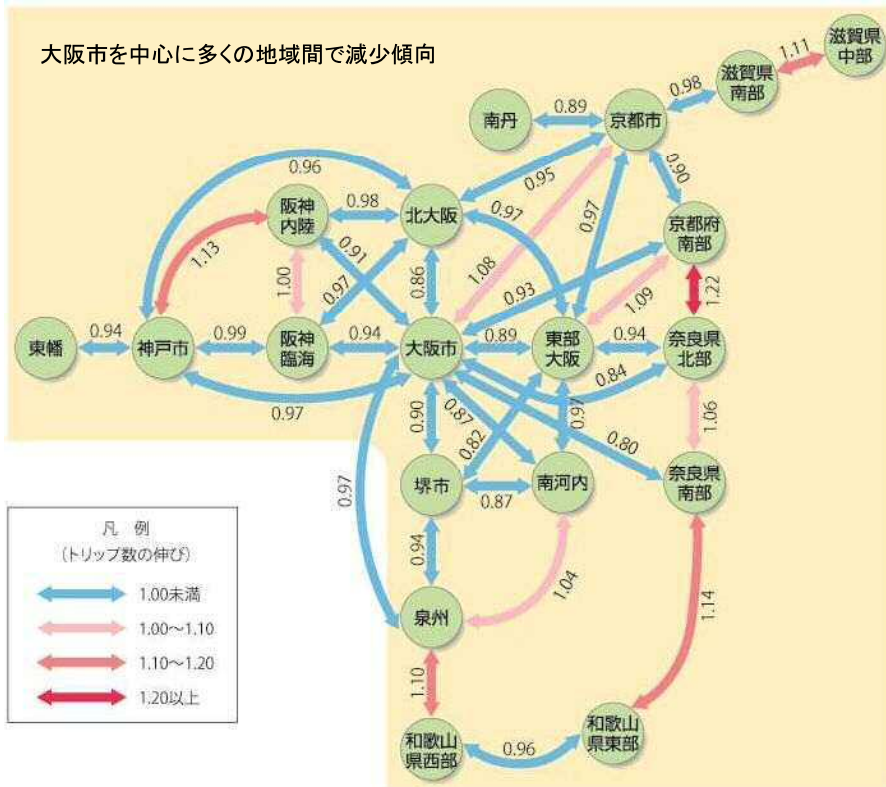 大阪市を中心に多くの地域間で減少傾向
滋賀県
中部
1.11
滋賀県
南部
0.98
京都市
0.89
南丹
0.96
0.95
0.90
阪神
内陸
0.98
北大阪
0.97
0.97
京都府
南部
1.13
0.91
1.08
1.00
0.97
0.86
0.93
1.09
1.22
東幡
0.94
神戸市
0.99
阪神
臨海
0.94
大阪市
0.89
東部
大阪
0.94
奈良県
北部
0.84
0.97
0.90
0.87
0.82
0.97
1.06
0.80
0.97
堺市
0.87
南河内
奈良県
南部
0.94
1.04
泉州
1.14
1.10
和歌山
県西部
0.96
和歌山
県東部
凡 例
(トリップ数の伸び)
1.00未満
1.00～1.10
1.10～1.20
1.20以上